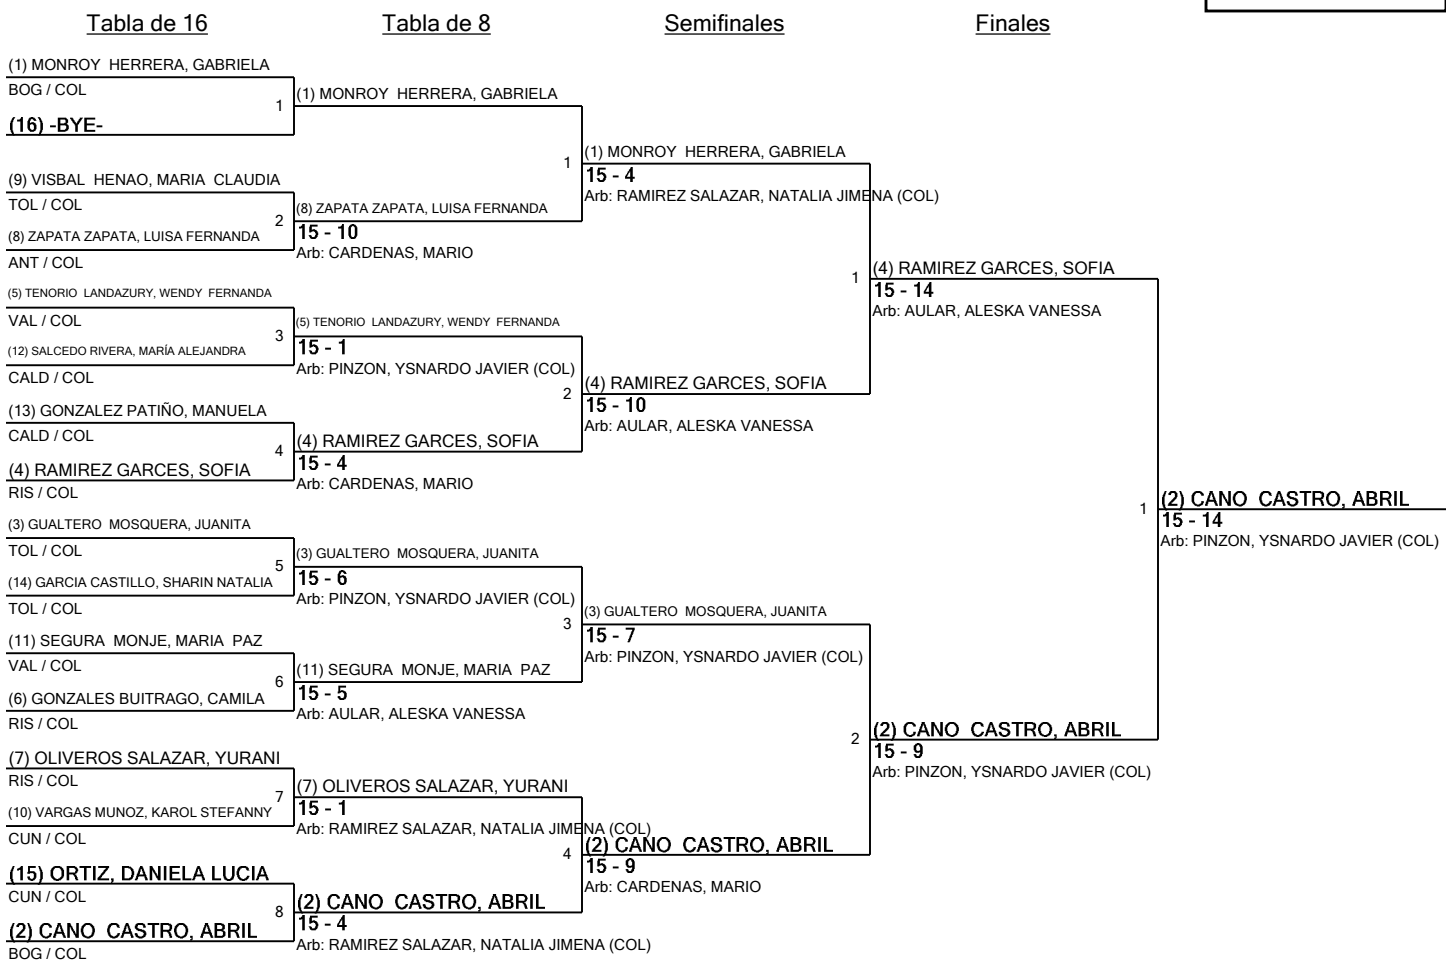 Tabla de 16
Tabla de 8
Semifinales
Finales
(1) MONROY HERRERA, GABRIELA
BOG / COL
1
(16) -BYE-
(9) VISBAL HENAO, MARIA CLAUDIA
TOL / COL
2
(8) ZAPATA ZAPATA, LUISA FERNANDA
ANT / COL
(5) TENORIO LANDAZURY, WENDY FERNANDA
VAL / COL
3
(12) SALCEDO RIVERA, MARÍA ALEJANDRA
CALD / COL
(13) GONZALEZ PATIÑO, MANUELA
CALD / COL
4
(4) RAMIREZ GARCES, SOFIA
RIS / COL
(3) GUALTERO MOSQUERA, JUANITA
TOL / COL
5
(14) GARCIA CASTILLO, SHARIN NATALIA
TOL / COL
(11) SEGURA MONJE, MARIA PAZ
VAL / COL
6
(6) GONZALES BUITRAGO, CAMILA
RIS / COL
(7) OLIVEROS SALAZAR, YURANI
RIS / COL
7
(10) VARGAS MUNOZ, KAROL STEFANNY
CUN / COL
(15) ORTIZ, DANIELA LUCIA
CUN / COL
8
(2) CANO CASTRO, ABRIL
BOG / COL
(1) MONROY HERRERA, GABRIELA
1
(8) ZAPATA ZAPATA, LUISA FERNANDA
15 - 10
Arb: CARDENAS, MARIO
(5) TENORIO LANDAZURY, WENDY FERNANDA
15 - 1
Arb: PINZON, YSNARDO JAVIER (COL)
2
(4) RAMIREZ GARCES, SOFIA
15 - 4
Arb: CARDENAS, MARIO
(3) GUALTERO MOSQUERA, JUANITA
15 - 6
Arb: PINZON, YSNARDO JAVIER (COL)
3
(11) SEGURA MONJE, MARIA PAZ
15 - 5
Arb: AULAR, ALESKA VANESSA
(7) OLIVEROS SALAZAR, YURANI
15 - 1
Arb: RAMIREZ SALAZAR, NATALIA JIMENA (COL)
4
(2) CANO CASTRO, ABRIL
15 - 4
Arb: RAMIREZ SALAZAR, NATALIA JIMENA (COL)
(1) MONROY HERRERA, GABRIELA
15 - 4
Arb: RAMIREZ SALAZAR, NATALIA JIMENA (COL)
1
(4) RAMIREZ GARCES, SOFIA
15 - 10
Arb: AULAR, ALESKA VANESSA
(3) GUALTERO MOSQUERA, JUANITA
15 - 7
Arb: PINZON, YSNARDO JAVIER (COL)
2
(2) CANO CASTRO, ABRIL
15 - 9
Arb: CARDENAS, MARIO
(4) RAMIREZ GARCES, SOFIA
15 - 14
Arb: AULAR, ALESKA VANESSA
1
(2) CANO CASTRO, ABRIL
15 - 9
Arb: PINZON, YSNARDO JAVIER (COL)
(2) CANO CASTRO, ABRIL
15 - 14
Arb: PINZON, YSNARDO JAVIER (COL)